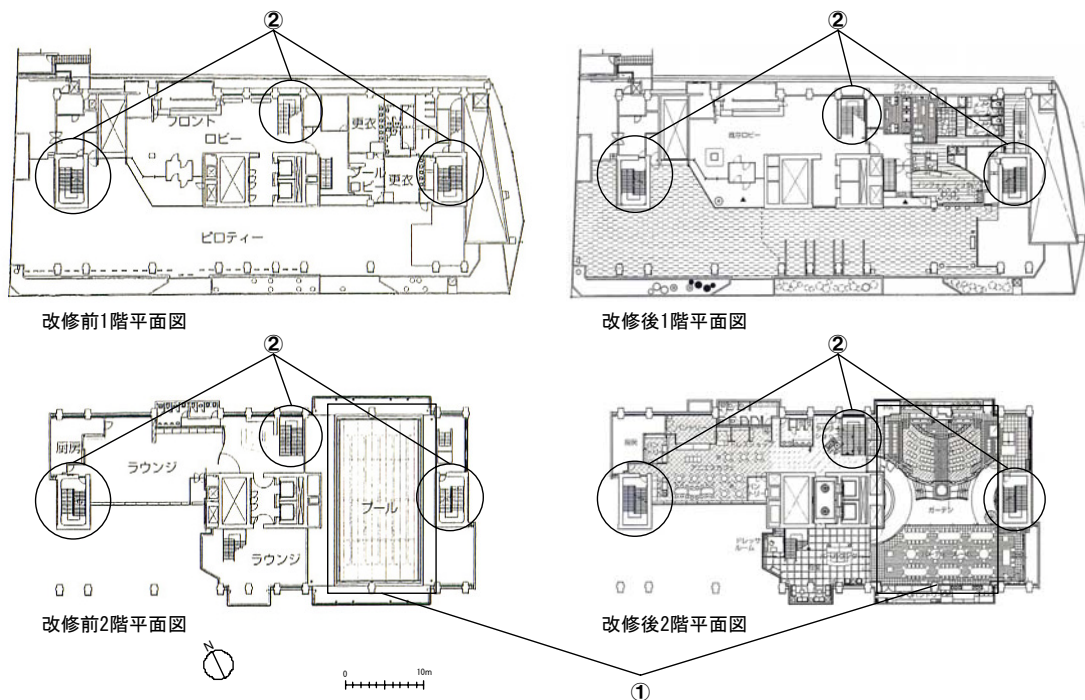 ②
②
フロント
ロビー
更衣
プール
ロビー
更衣
ピロティー
改修前1階平面図
改修後1階平面図
②
②
厨房
ラウンジ
プール
ラウンジ
厨房
ガーデン
ドレッサ
ルーム
改修前2階平面図
改修後2階平面図
N
0 10m
①